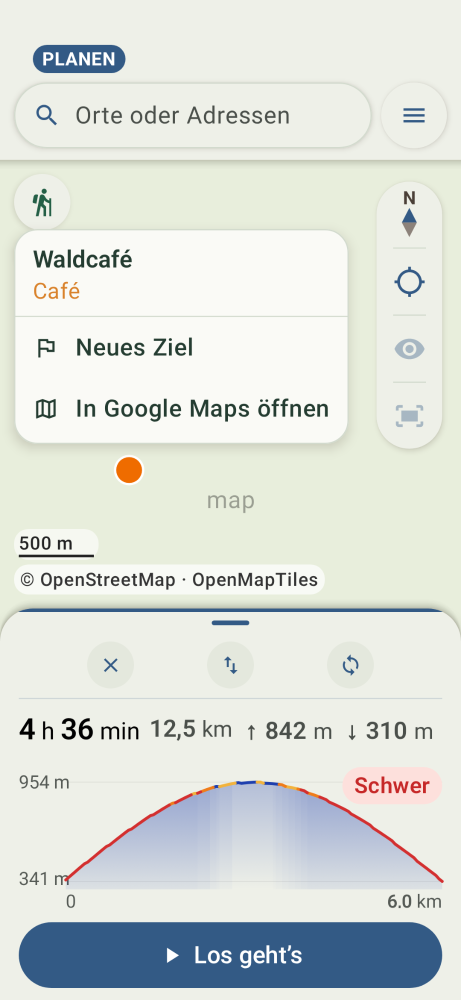 PLANEN
Orte oder Adressen
N
Waldcafé
Café
Neues Ziel
In Google Maps öffnen
map
500 m
© OpenStreetMap · OpenMapTiles
4 h 36 min 12,5 km ↑ 842 m ↓ 310 m
954 m
Schwer
341 m
0 6.0 km
Los geht’s